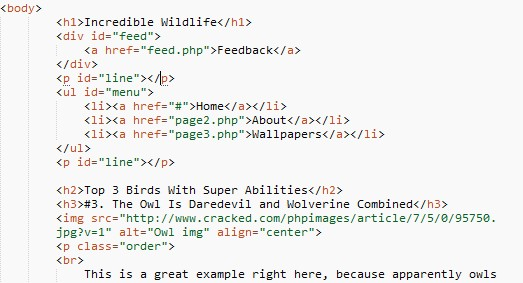 <body>
<h1>Incredible Wildlife</h1>
<div id="feed">
<a href="feed.php">Feedback</a>
</div>
<p id="line"></p>
<ul id="menu">
<li><a href="#">Home</a></li>
<li><a href="page2.php">About</a></li>
<li><a href="page3.php">Wallpapers</a></li>
</ul>
<p id="line"></p>
<h2>Top 3 Birds With Super Abilities</h2>
<h3>#3. The Owl Is Daredevil and Wolverine Combined</h3>
<img src="http://www.cracked.com/phpimages/article/7/5/0/95750.
jpg?v=1" alt="Owl img" align="center">
<p class="order">
<br>
This is a great example right here, because apparently owls